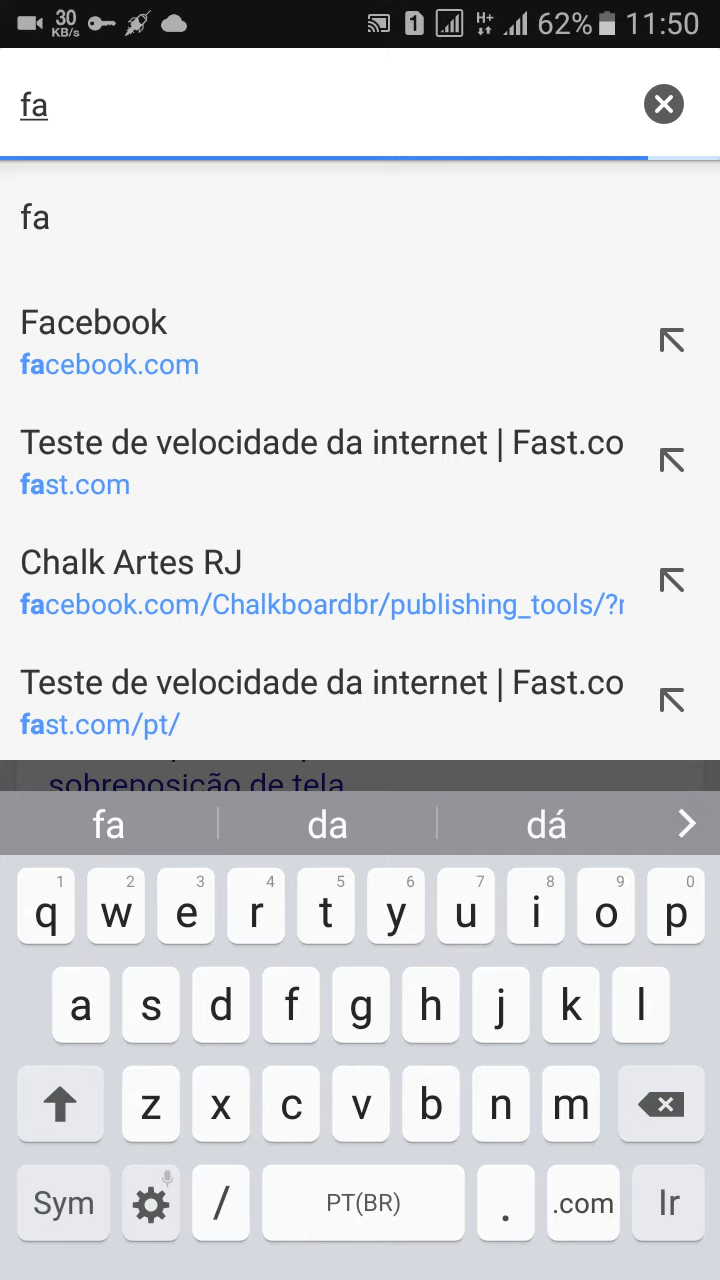 30
KB/s
1
H+
62%
11:50
fa
fa
Facebook
facebook.com
Teste de velocidade da internet | Fast.co
fast.com
Chalk Artes RJ
facebook.com/Chalkboardbr/publishing_tools/?r
Teste de velocidade da internet | Fast.co
fast.com/pt/
sobreposição de tela
fa da dá
1 2 3 4 5 6 7 8 9 0
q w e r t y u i o p
a s d f g h j k l
z x c v b n m
Sym / PT(BR) . .com Ir